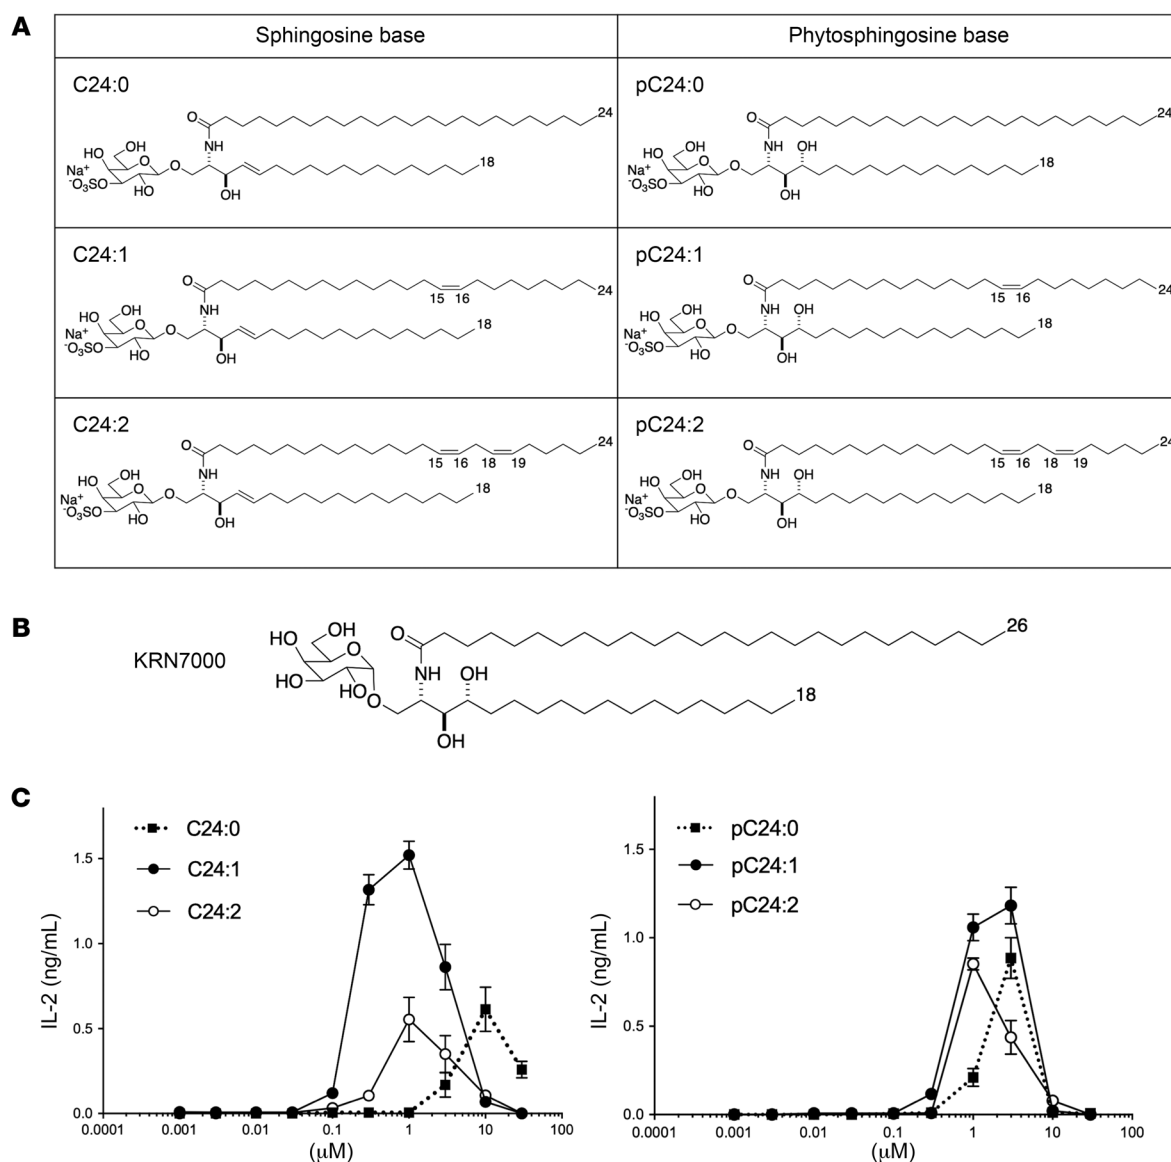 A
Sphingosine base
Phytosphingosine base
C24:0
O
24
NH
HO
OH
O
O
18
Na⁺
⁻O₃SO
HO
OH
pC24:0
O
24
NH
OH
HO
OH
O
O
18
Na⁺
⁻O₃SO
HO
OH
C24:1
O
15 16
24
NH
OH
OH
O
O
18
Na⁺
⁻O₃SO
HO
OH
pC24:1
O
15 16
24
NH
OH
OH
OH
O
O
18
Na⁺
⁻O₃SO
HO
OH
C24:2
O
15 16 18 19
24
NH
OH
OH
O
O
18
Na⁺
⁻O₃SO
HO
OH
pC24:2
O
15 16 18 19
24
NH
OH
OH
OH
O
O
18
Na⁺
⁻O₃SO
HO
OH
B
KRN7000
HO
OH
O
O
26
HO
HO
O
NH
OH
18
OH
C
C24:0
C24:1
C24:2
IL-2 (ng/mL)
1.5
1.0
0.5
0.0
0.0001 0.001 0.01 0.1 1 10 100
(μM)
pC24:0
pC24:1
pC24:2
IL-2 (ng/mL)
1.5
1.0
0.5
0.0
0.0001 0.001 0.01 0.1 1 10 100
(μM)